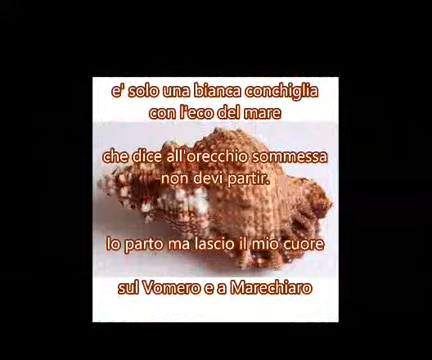 e' solo una bianca conchiglia
con l'eco del mare
che dice all'orecchio sommessa
non devi partir.
Io parto ma lascio il mio cuore
sul Vomero e a Marechiaro